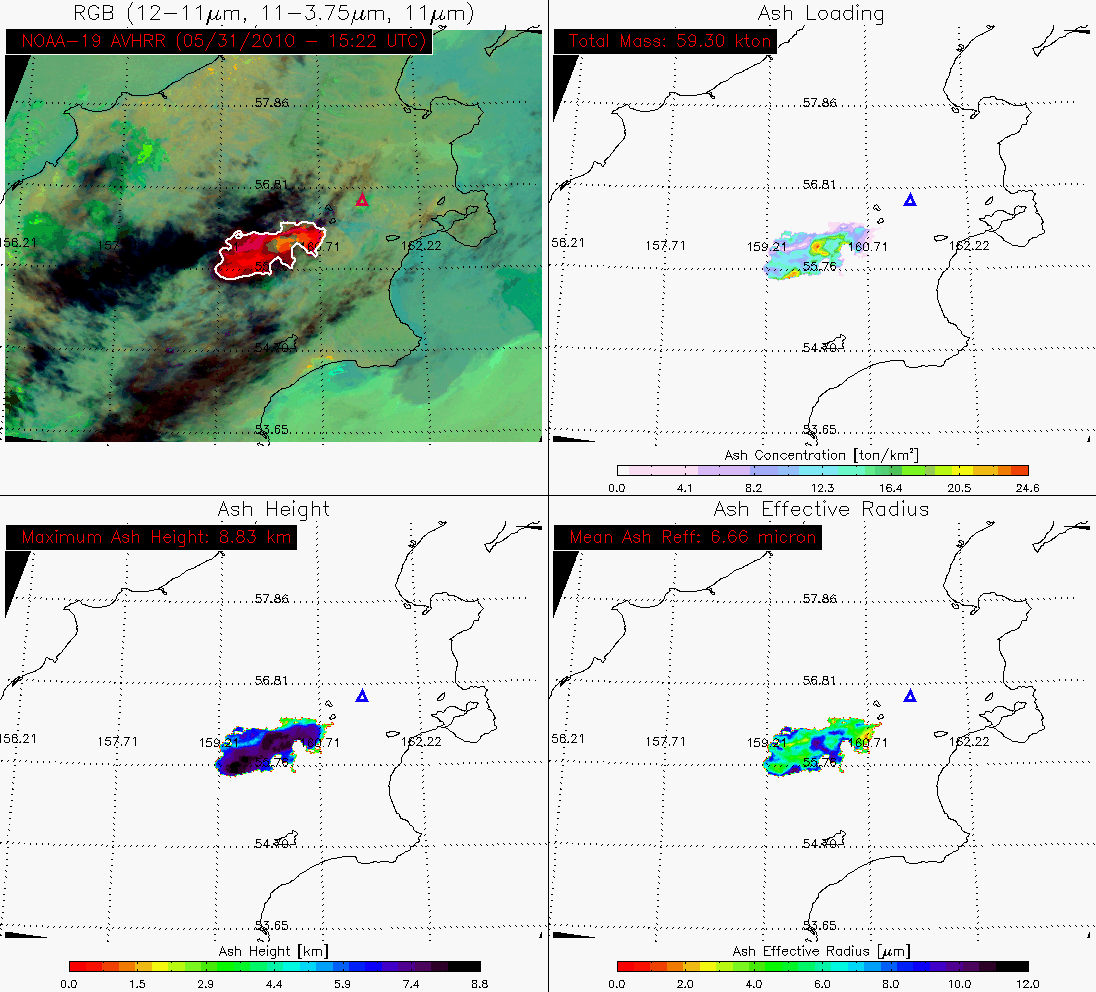 RGB (12−11µm, 11−3.75µm, 11µm)
NOAA−19 AVHRR (05/31/2010 − 15:22 UTC)
57.86
56.81
156.21
162.22
54.70
53.65
Ash Loading
Total Mass: 59.30 kton
57.86
56.81
156.21 157.71 159.21 160.71 162.22
55.76
54.70
53.65
Ash Concentration [ton/km²]
0.0 4.1 8.2 12.3 16.4 20.5 24.6
Ash Height
Maximum Ash Height: 8.83 km
57.86
56.81
156.21 157.71 159.21 160.71 162.22
55.76
54.70
53.65
Ash Height [km]
0.0 1.5 2.9 4.4 5.9 7.4 8.8
Ash Effective Radius
Mean Ash Reff: 6.66 micron
57.86
56.81
156.21 157.71 159.21 160.71 162.22
55.76
54.70
53.65
Ash Effective Radius [µm]
0.0 2.0 4.0 6.0 8.0 10.0 12.0